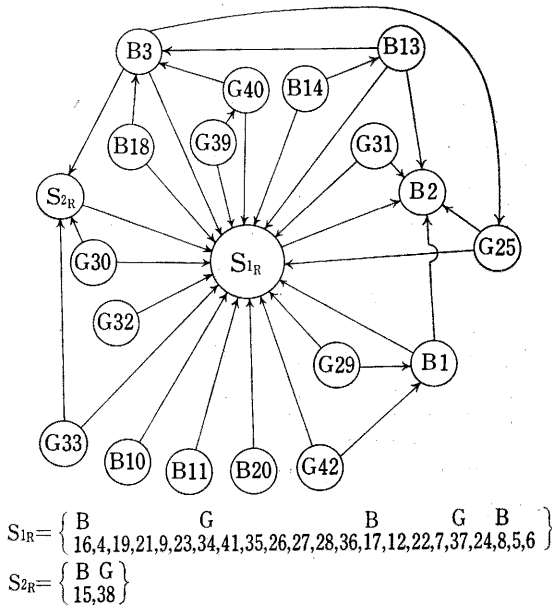 B3
B13
G40
B14
G39
B18
G31
S2R
B2
G25
G30
S1R
G32
G29
B1
G33
B10
B11
B20
G42
B G B G B
S1R= { 16,4,19,21,9,23,34,41,35,26,27,28,36,17,12,22,7,37,24,8,5,6 }
B G
S2R= { 15,38 }